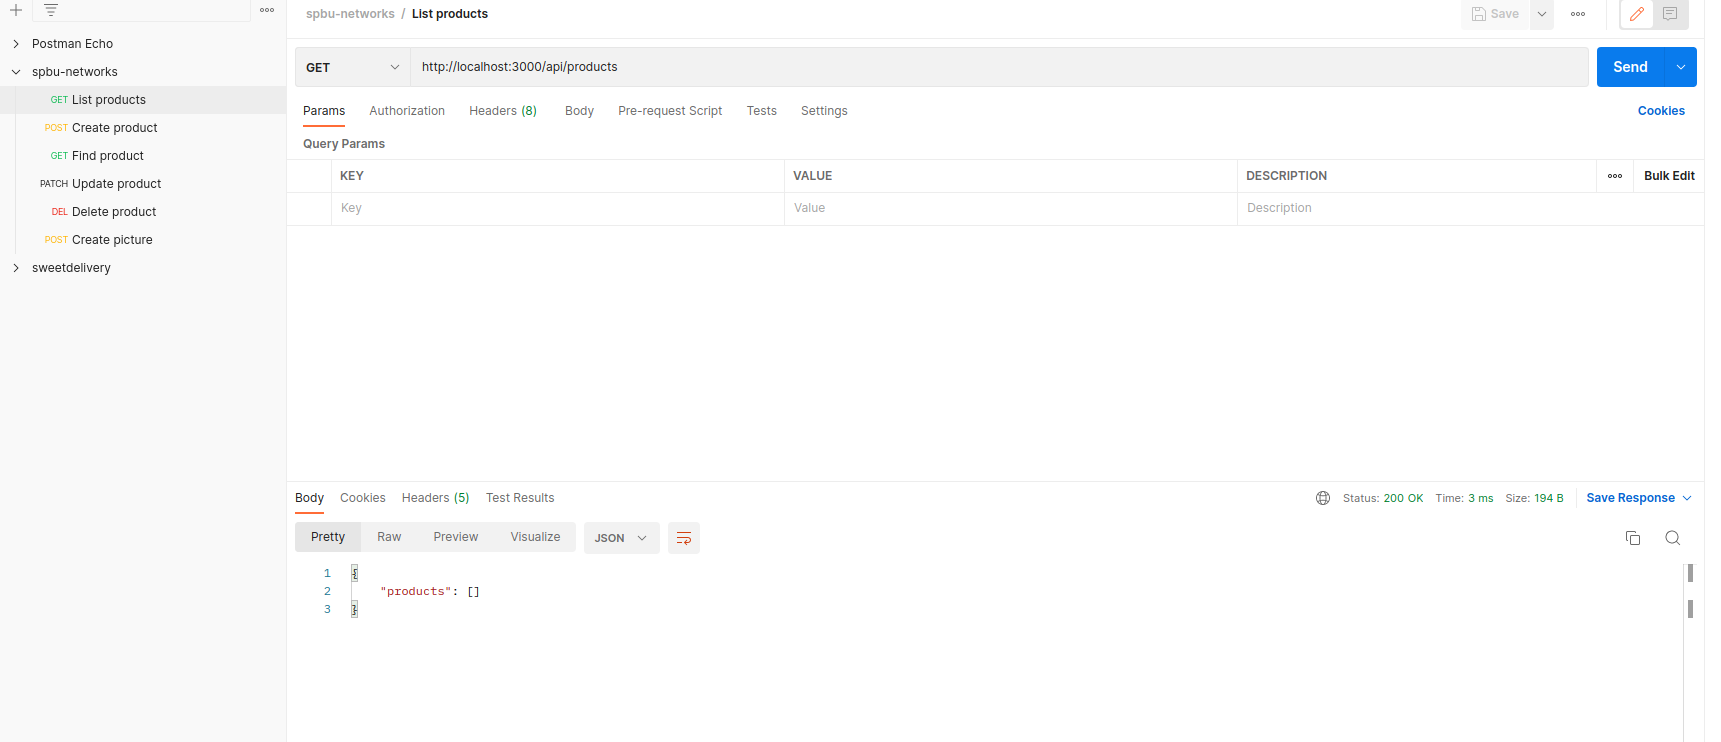 spbu-networks / List products
Save
Postman Echo
spbu-networks
GET List products
POST Create product
GET Find product
PATCH Update product
DEL Delete product
POST Create picture
sweetdelivery
GET http://localhost:3000/api/products Send
Params Authorization Headers (8) Body Pre-request Script Tests Settings Cookies
Query Params
KEY VALUE DESCRIPTION Bulk Edit
Key Value Description
Body Cookies Headers (5) Test Results Status: 200 OK Time: 3 ms Size: 194 B Save Response
Pretty Raw Preview Visualize JSON
1 {
2 "products": []
3 }